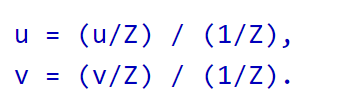 u = (u/Z) / (1/Z),
v = (v/Z) / (1/Z).